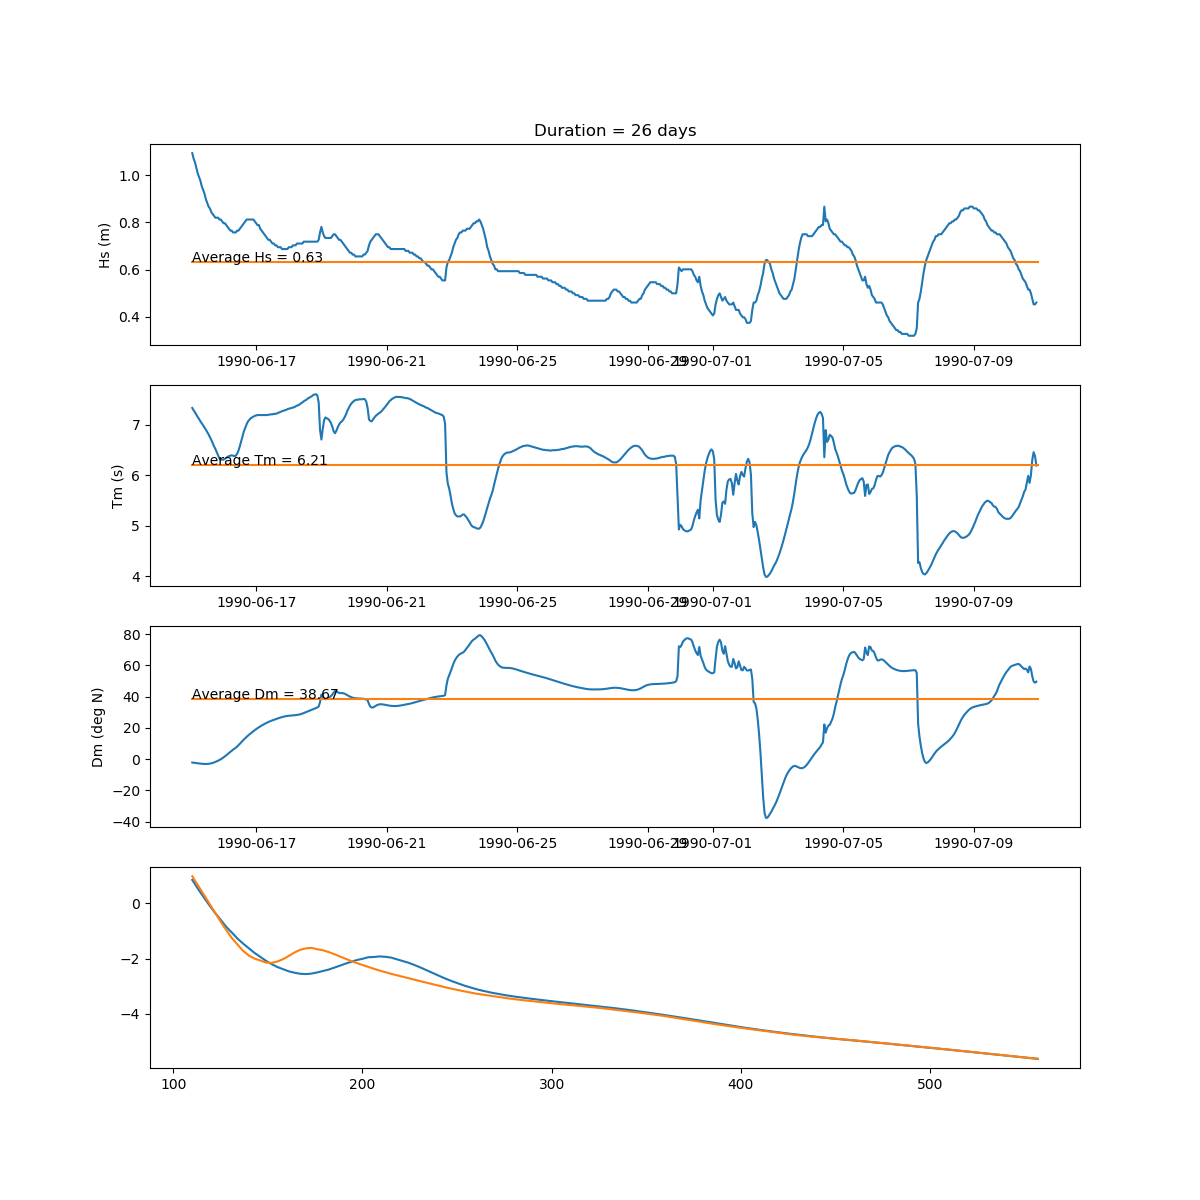 Duration = 26 days
Hs (m)
1.0
0.8
0.6
0.4
Average Hs = 0.63
1990-06-17 1990-06-21 1990-06-25 1990-06-29 1990-07-01 1990-07-05 1990-07-09
Tm (s)
7
6
5
4
Average Tm = 6.21
1990-06-17 1990-06-21 1990-06-25 1990-06-29 1990-07-01 1990-07-05 1990-07-09
Dm (deg N)
80
60
40
20
0
−20
−40
Average Dm = 38.67
1990-06-17 1990-06-21 1990-06-25 1990-06-29 1990-07-01 1990-07-05 1990-07-09
0
−2
−4
100 200 300 400 500